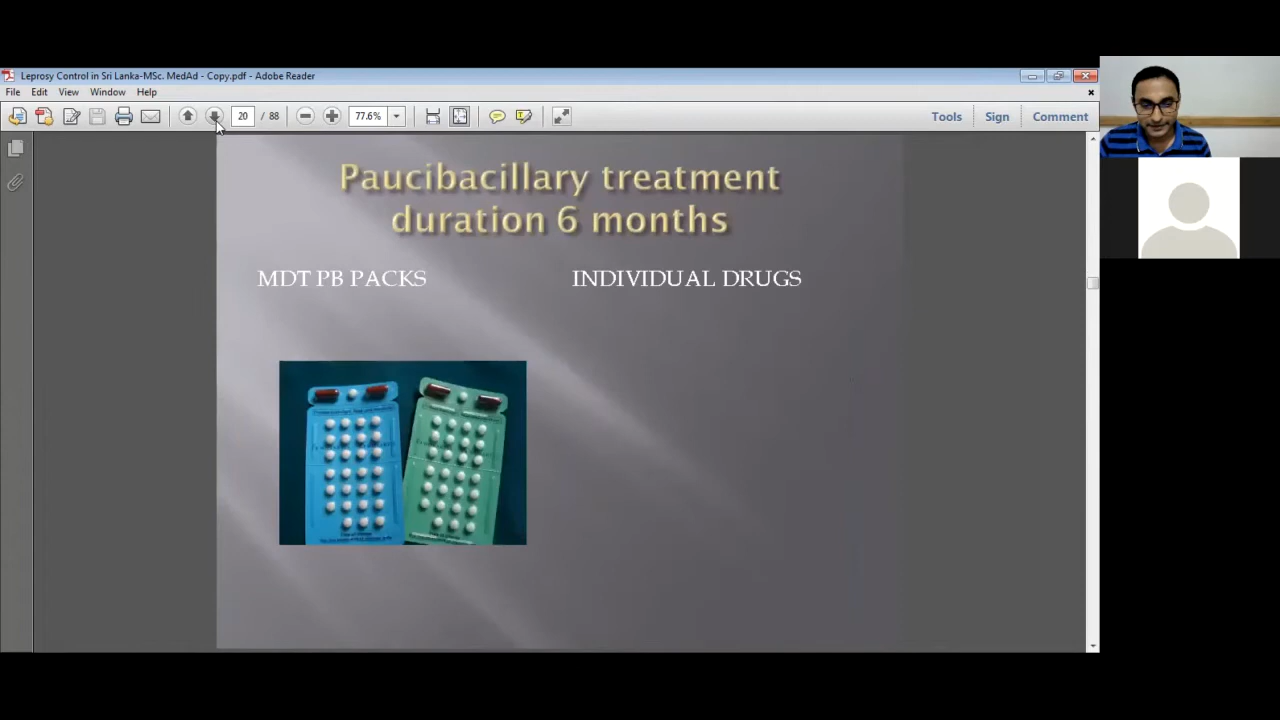 Leprosy Control in Sri Lanka-MSc. MedAd - Copy.pdf - Adobe Reader
File Edit View Window Help
20 / 88 77.6% Tools Sign Comment
Paucibacillary treatment
duration 6 months
MDT PB PACKS INDIVIDUAL DRUGS